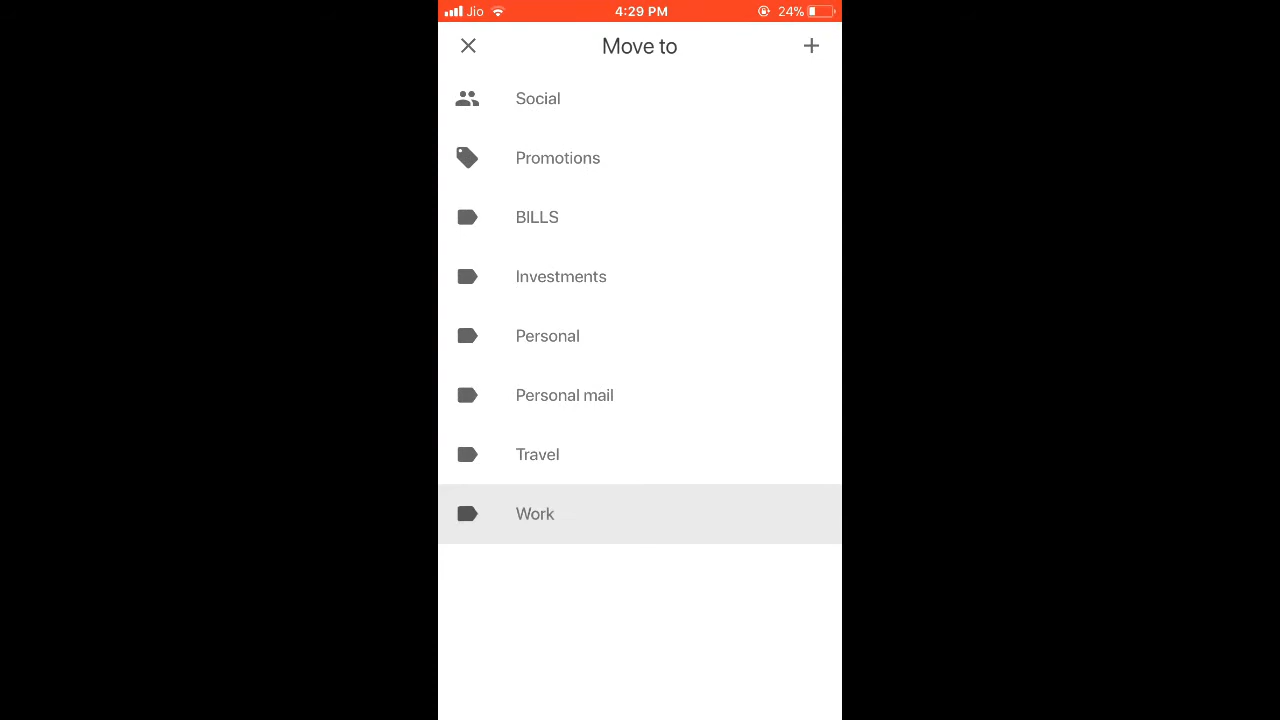 Jio 4:29 PM 24%
Move to
Social
Promotions
BILLS
Investments
Personal
Personal mail
Travel
Work